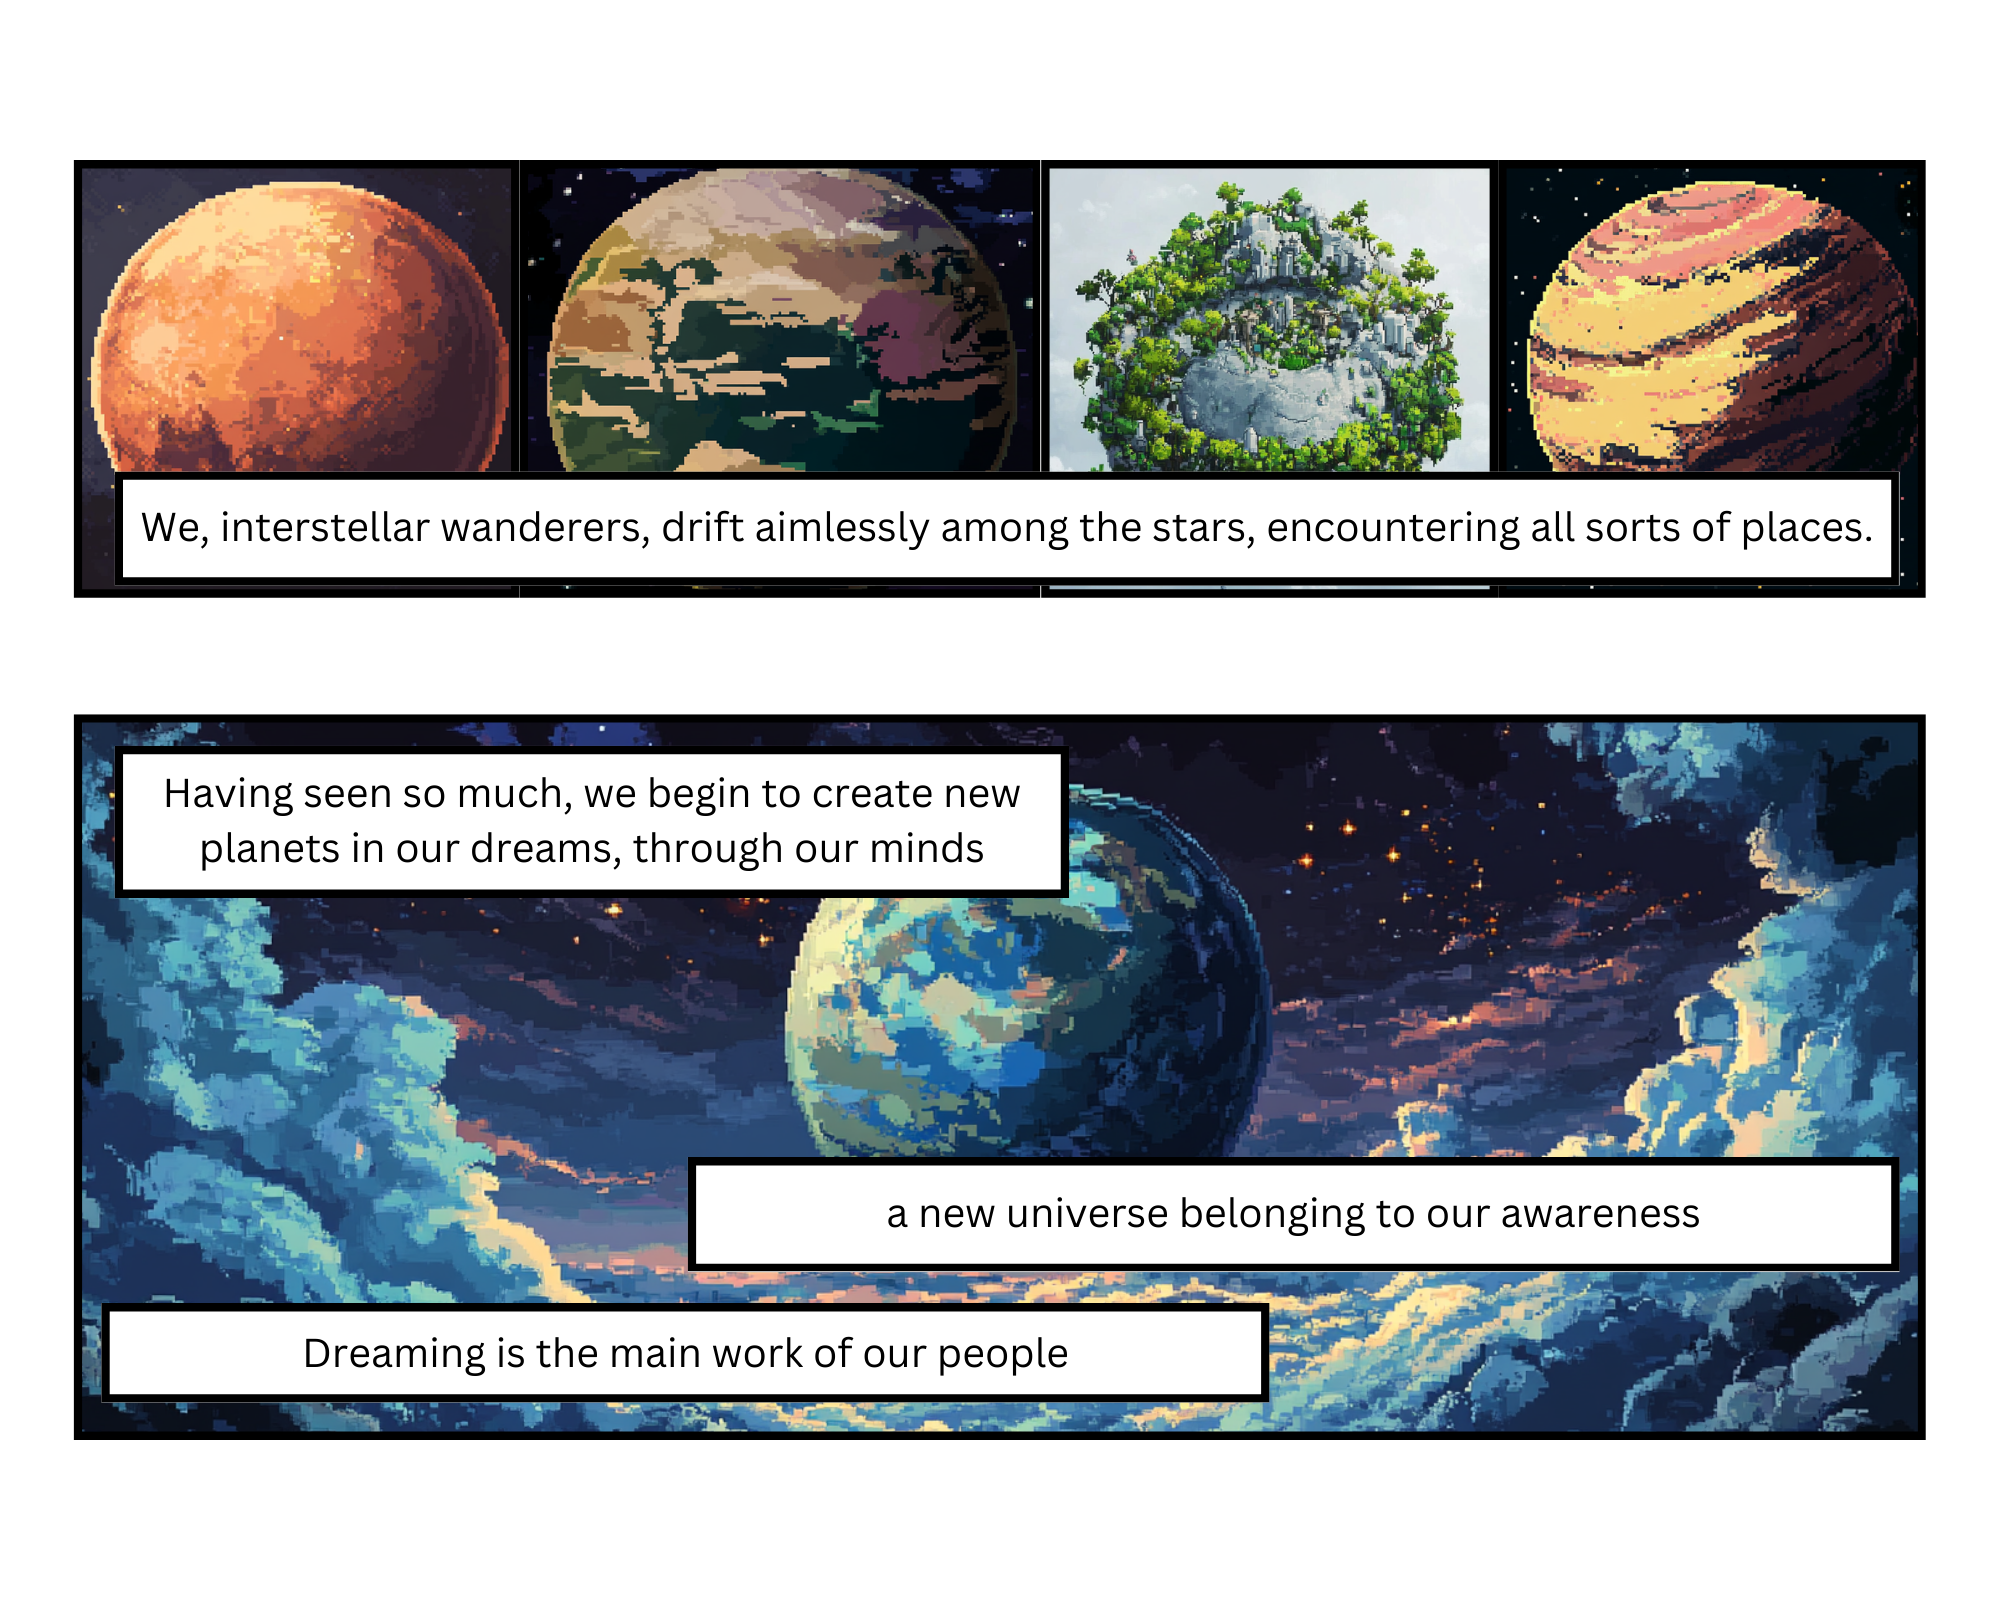 We, interstellar wanderers, drift aimlessly among the stars, encountering all sorts of places.
Having seen so much, we begin to create new
planets in our dreams, through our minds
a new universe belonging to our awareness
Dreaming is the main work of our people